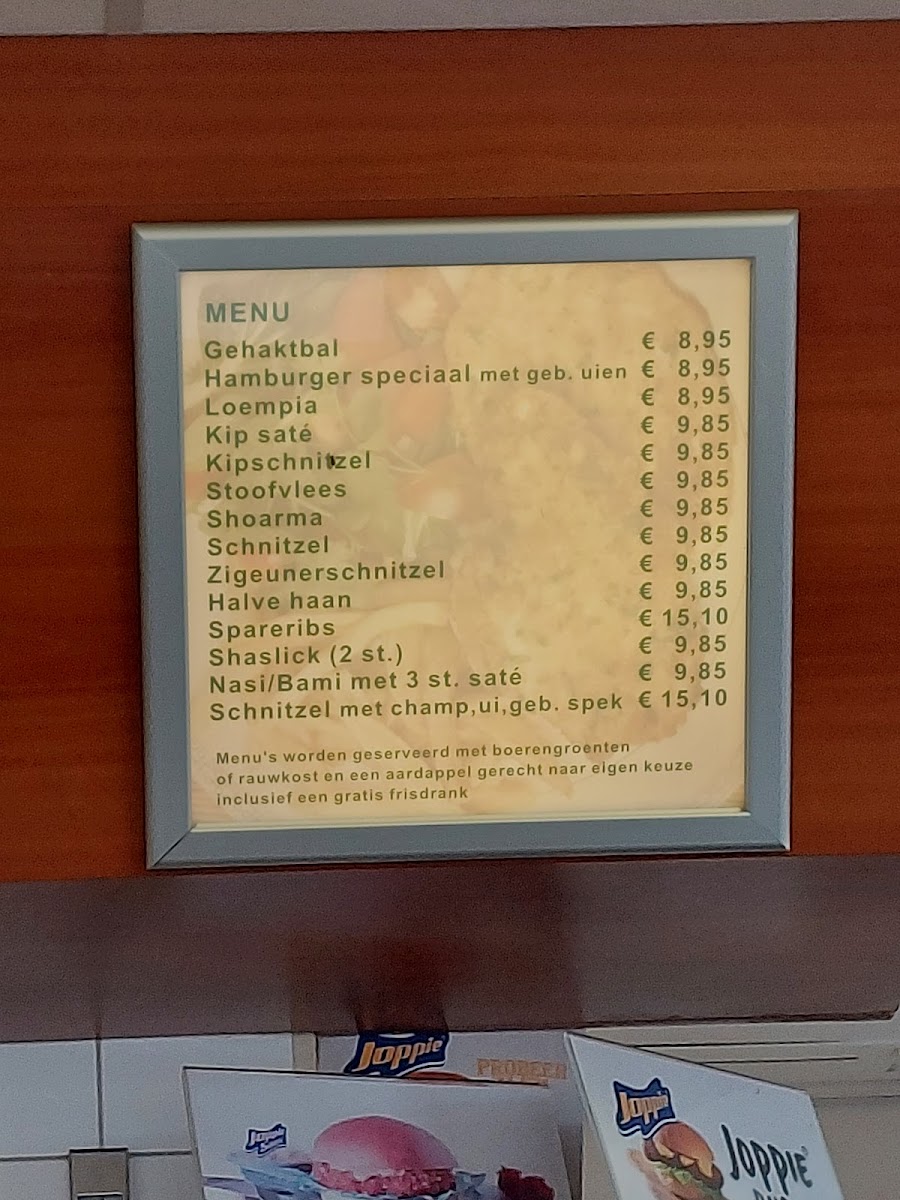 MENU
Gehaktbal € 8,95
Hamburger speciaal met geb. uien € 8,95
Loempia € 8,95
Kip saté € 9,85
Kipschnitzel € 9,85
Stoofvlees € 9,85
Shoarma € 9,85
Schnitzel € 9,85
Zigeunerschnitzel € 9,85
Halve haan € 9,85
Spareribs € 15,10
Shaslick (2 st.) € 9,85
Nasi/Bami met 3 st. saté € 9,85
Schnitzel met champ,ui,geb. spek € 15,10
Menu's worden geserveerd met boerengroenten
of rauwkost en een aardappel gerecht naar eigen keuze
inclusief een gratis frisdrank
Joppie
PROBEER
Joppie
Joppie
JOPPIE